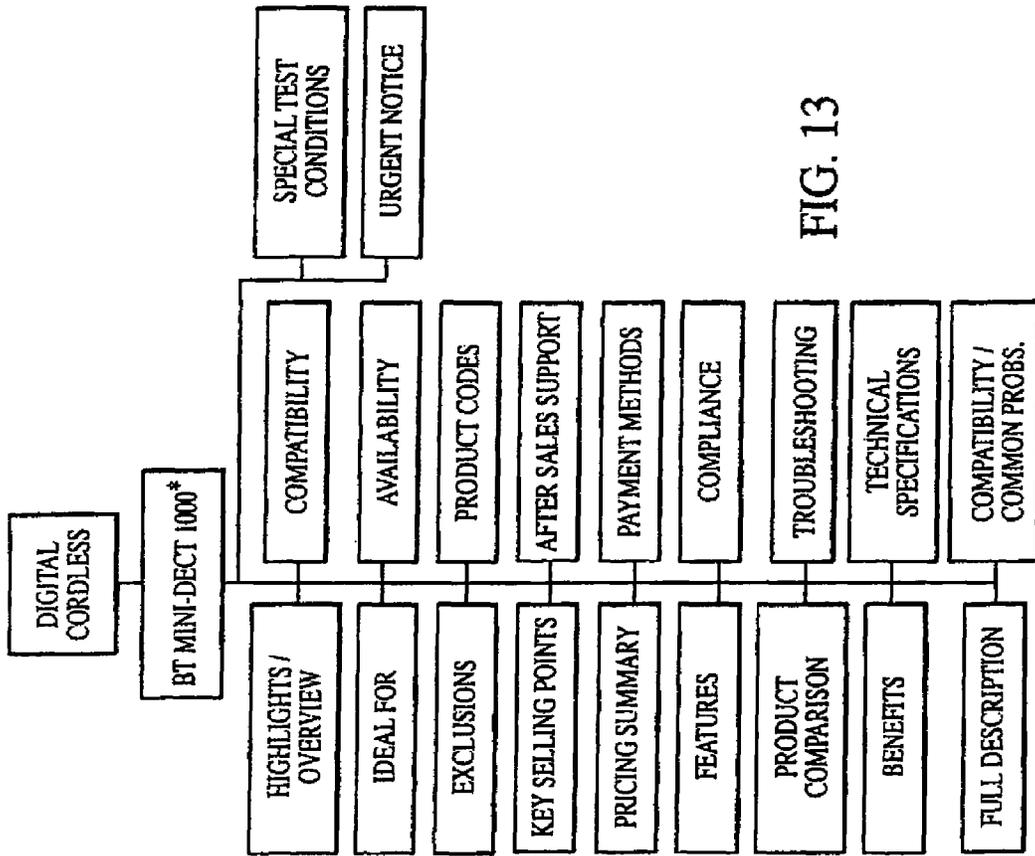 DIGITAL
CORDLESS
BT MINI-DECT 1000*
SPECIAL TEST
CONDITIONS
URGENT NOTICE
HIGHLIGHTS /
OVERVIEW
COMPATIBILITY
IDEAL FOR
AVAILABILITY
EXCLUSIONS
PRODUCT CODES
KEY SELLING POINTS
AFTER SALES SUPPORT
PRICING SUMMARY
PAYMENT METHODS
FEATURES
COMPLIANCE
PRODUCT
COMPARISON
TROUBLESHOOTING
BENEFITS
TECHNICAL
SPECIFICATIONS
FULL DESCRIPTION
CTOMPATIBILITY /
COMMON PROBS.
FIG. 13